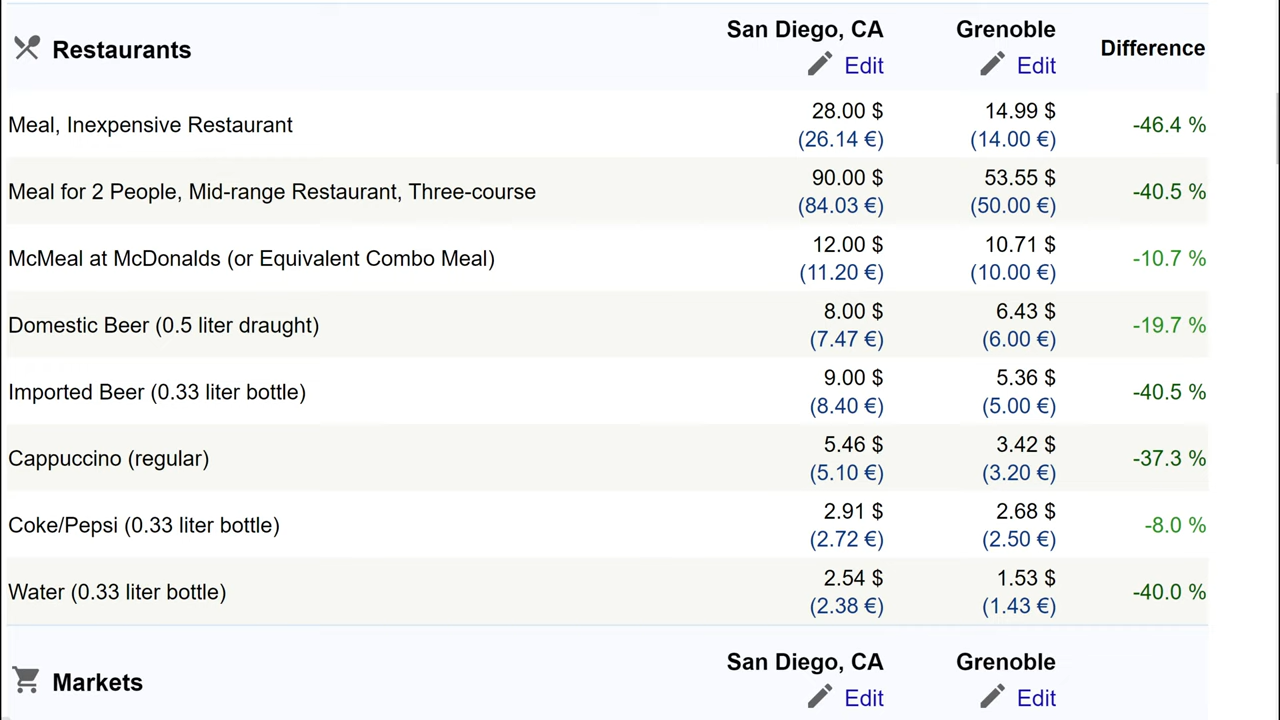 Restaurants San Diego, CA Grenoble Difference
Edit Edit
Meal, Inexpensive Restaurant 28.00 $ 14.99 $ -46.4 %
(26.14 €) (14.00 €)
Meal for 2 People, Mid-range Restaurant, Three-course 90.00 $ 53.55 $ -40.5 %
(84.03 €) (50.00 €)
McMeal at McDonalds (or Equivalent Combo Meal) 12.00 $ 10.71 $ -10.7 %
(11.20 €) (10.00 €)
Domestic Beer (0.5 liter draught) 8.00 $ 6.43 $ -19.7 %
(7.47 €) (6.00 €)
Imported Beer (0.33 liter bottle) 9.00 $ 5.36 $ -40.5 %
(8.40 €) (5.00 €)
Cappuccino (regular) 5.46 $ 3.42 $ -37.3 %
(5.10 €) (3.20 €)
Coke/Pepsi (0.33 liter bottle) 2.91 $ 2.68 $ -8.0 %
(2.72 €) (2.50 €)
Water (0.33 liter bottle) 2.54 $ 1.53 $ -40.0 %
(2.38 €) (1.43 €)
Markets San Diego, CA Grenoble
Edit Edit